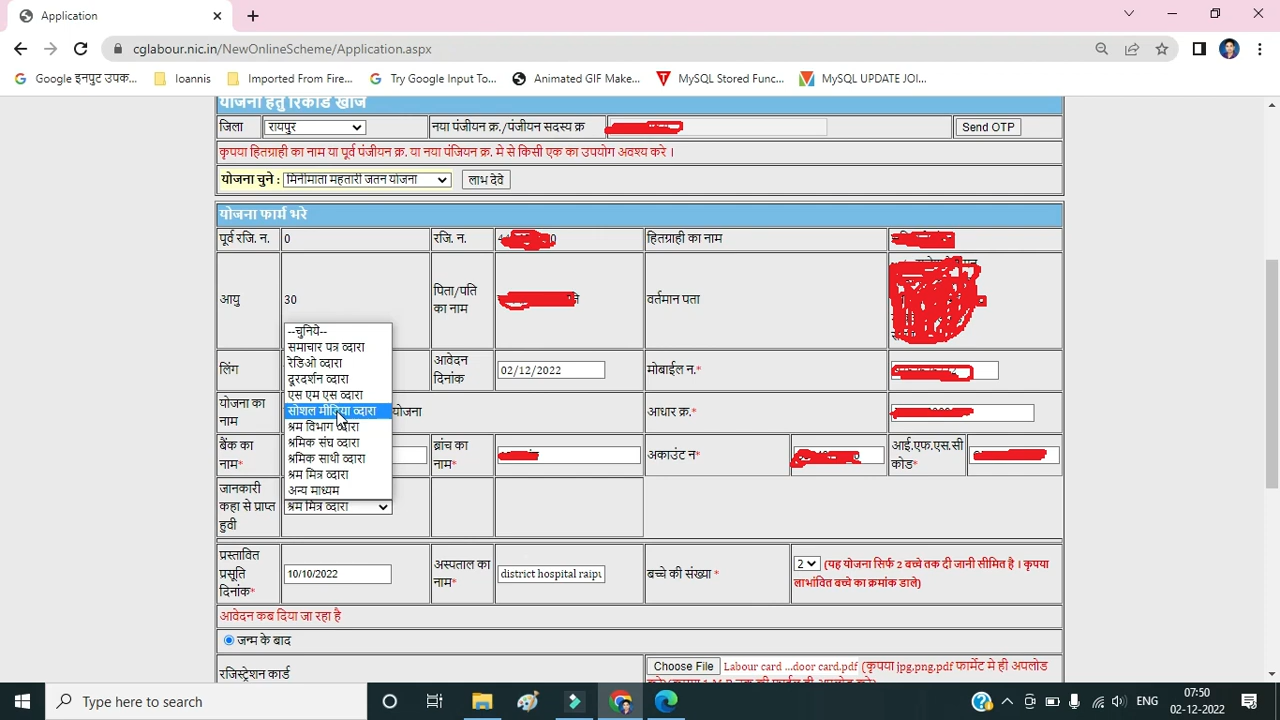 Application
cglabour.nic.in/NewOnlineScheme/Application.aspx
Google इनपुट उपक... Ioannis Imported From Fire... Try Google Input To... Animated GIF Make... MySQL Stored Func... MySQL UPDATE JOI...
योजना हेतु रिकार्ड खोजे
जिला रायपुर नया पंजीयन क्र./पंजीयन सदस्य क्र Send OTP
कृपया हितग्राही का नाम या पूर्व पंजीयन क्र. या नया पंजियन क्र. मे से किसी एक का उपयोग अवश्य करे ।
योजना चुने : मिनीमाता महतारी जतन योजना लाभ देवे
योजना फार्म भरे
पूर्व रजि. न. 0 रजि. न. हितग्राही का नाम
आयु 30 पिता/पति का नाम वर्तमान पता
--चुनिये--
समाचार पत्र व्दारा
रेडिओ व्दारा
दूरदर्शन व्दारा
एस एम एस व्दारा
सोशल मीडिया व्दारा
श्रम विभाग व्दारा
श्रमिक संघ व्दारा
श्रमिक साथी व्दारा
श्रम मित्र व्दारा
अन्य माध्यम
लिंग आवेदन दिनांक 02/12/2022 मोबाईल न.*
योजना का नाम योजना आधार क्र.*
बैंक का नाम* ब्रांच का नाम* अकाउंट न* आई.एफ.एस.सी कोड*
जानकारी कहा से प्राप्त हुवी श्रम मित्र व्दारा
प्रस्तावित प्रसूति दिनांक* 10/10/2022 अस्पताल का नाम* district hospital raipu बच्चे की संख्या * 2 (यह योजना सिर्फ 2 बच्चे तक दी जानी सीमित है । कृपया लाभांवित बच्चे का क्रमांक डाले)
आवेदन कब दिया जा रहा है
जन्म के बाद
रजिस्ट्रेशन कार्ड Choose File Labour card ...door card.pdf (कृपया jpg,png,pdf फार्मेट मे ही अपलोड
Type here to search
ENG 07:50
02-12-2022